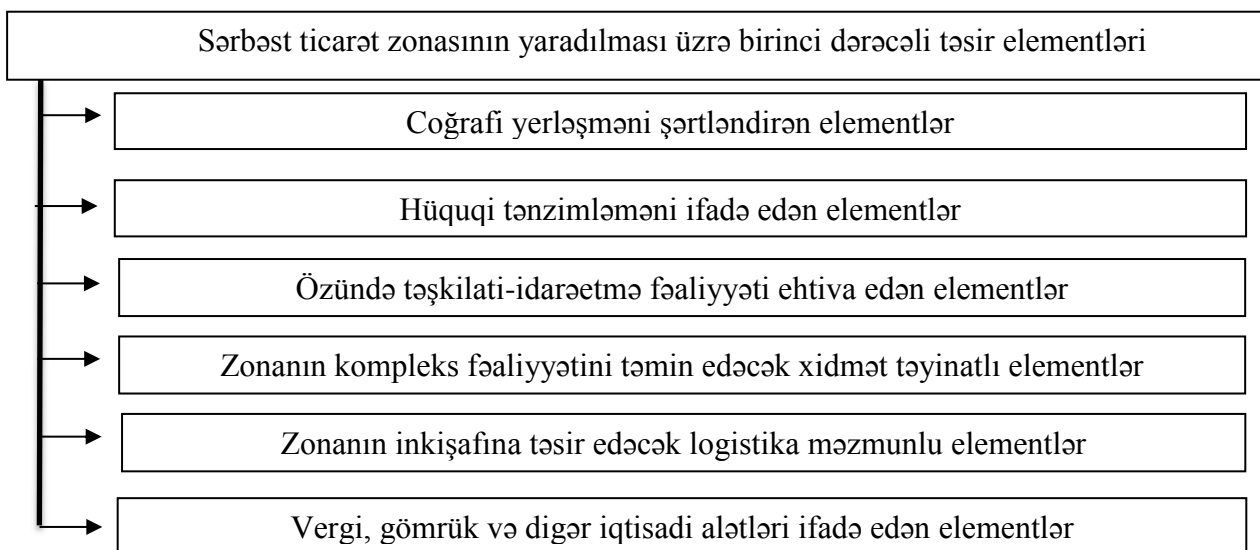 Sərbəst ticarət zonasının yaradılması üzrə birinci dərəcəli təsir elementləri
Coğrafi yerləşməni şərtləndirən elementlər
Hüquqi tənzimləməni ifadə edən elementlər
Özündə təşkilati-idarəetmə fəaliyyəti ehtiva edən elementlər
Zonanın kompleks fəaliyyətini təmin edəcək xidmət təyinatlı elementlər
Zonanın inkişafına təsir edəcək logistika məzmunlu elementlər
Vergi, gömrük və digər iqtisadi alətləri ifadə edən elementlər